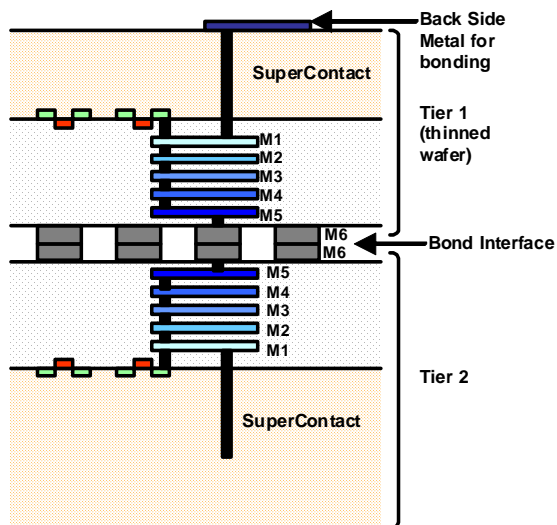 Back Side
Metal for
bonding
SuperContact
Tier 1
(thinned
wafer)
M1
M2
M3
M4
M5
M6
M6
Bond Interface
M5
M4
M3
M2
M1
Tier 2
SuperContact